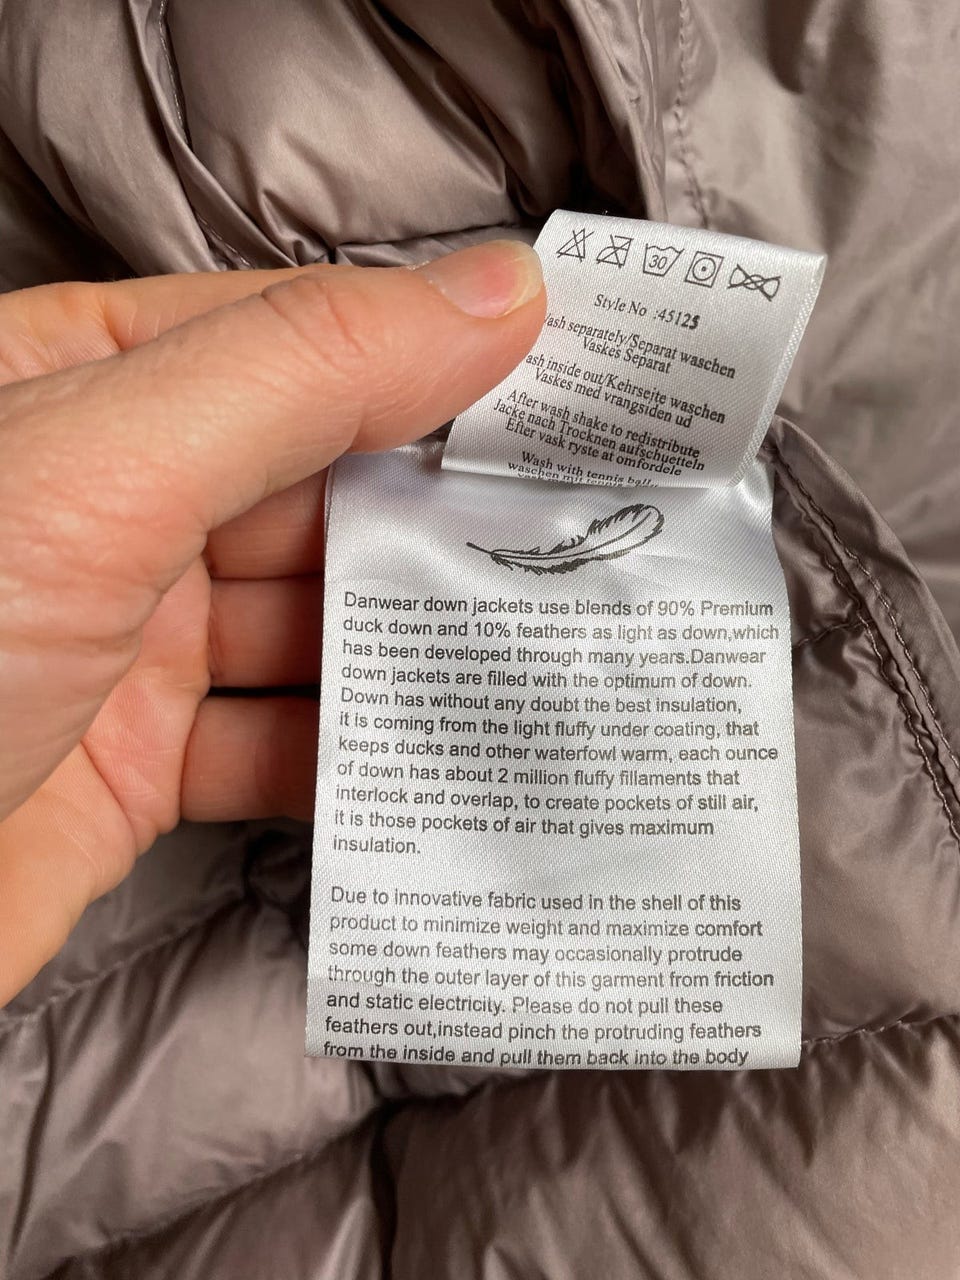 30
Style No :45125
separately/Separat waschen
Vaskes Separat
inside out/Kehrseite waschen
Vaskes med vrangsiden ud
After wash shake to redistribute
Jacke nach Trocknen aufschuetteln
Efter vask ryste at omfordele
Wash with tennis
waschen mit
Danwear down jackets use blends of 90% Premium
duck down and 10% feathers as light as down,which
has been developed through many years.Danwear
down jackets are filled with the optimum of down.
Down has without any doubt the best insulation,
it is coming from the light fluffy under coating, that
keeps ducks and other waterfowl warm, each ounce
of down has about 2 million fluffy fillaments that
interlock and overlap, to create pockets of still air,
it is those pockets of air that gives maximum
insulation.
Due to innovative fabric used in the shell of this
product to minimize weight and maximize comfort
some down feathers may occasionally protrude
through the outer layer of this garment from friction
and static electricity. Please do not pull these
feathers out,instead pinch the protruding feathers
from the inside and pull them back into the body